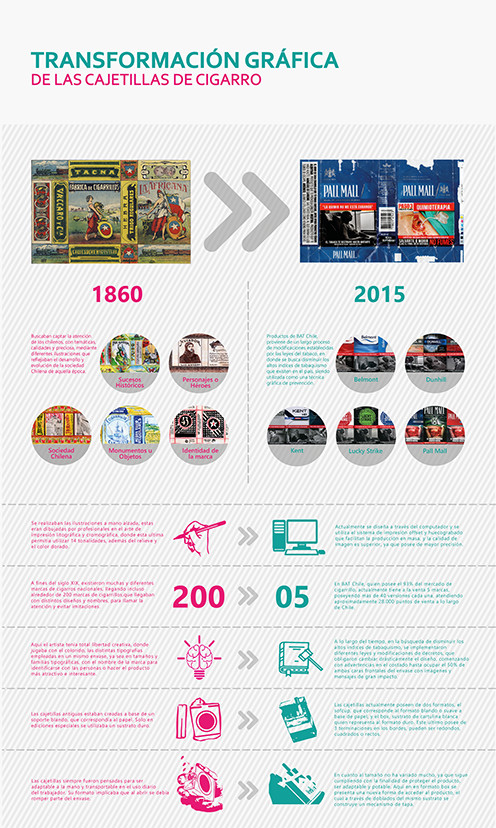 TRANSFORMACIÓN GRÁFICA
DE LAS CAJETILLAS DE CIGARRO
TACNA
FABRICA DE CIGARRILLOS
LA AFRICANA
VACCARO y Cª
TRIGO REGULARES
PALL MALL
PALL MALL
QUIMIOTERAPIA
PALL MALL
1860
2015
Buscaban captar la atención
de los chilenos, con temáticas,
calidades y precios, mediante
diferentes ilustraciones que
reflejaban el desarrollo y
evolución de la sociedad
Chilena de aquella época.
Sucesos
Históricos
Personajes o
Héroes
Sociedad
Chilena
Monumentos u
Objetos
Identidad de
la marca
Productos de BAT Chile,
proviene de un largo proceso
de modificaciones establecidas
por las leyes del tabaco, en
donde se busca disminuir los
altos índices de tabaquismo
que existen en el país, siendo
utilizada como una técnica
gráfica de prevención.
Belmont
Dunhill
Kent
Lucky Strike
Pall Mall
Se realizaban las ilustraciones a mano alzada, éstas
eran dibujadas por profesionales en el arte de
impresión litográfica y cromográfica, donde esta última
permitía utilizar 14 tonalidades, además del relieve y
el color dorado.
Actualmente se diseña a través del computador y se
utiliza el sistema de impresión offset y huecograbado
que facilitan la producción en masa, y la calidad de
imagen es superior, ya que posee de mayor precisión.
A fines del siglo XIX, existieron muchas y diferentes
marcas de cigarros nacionales, llegando incluso
alrededor de 200 marcas de cigarros,que llegaban
con distintos diseños y nombres, para llamar la
atención y evitar imitaciones.
200
05
En BAT Chile, quien posee el 93% del mercado de
cigarrillo, actualmente tiene a la venta 5 marcas,
poseyendo más de 40 versiones cada una, atendiendo
aproximadamente 28.000 puntos de venta a lo largo
de Chile.
Aquí el artista tenía total libertad creativa, donde
jugaba con el colorido, las distintas tipografías
empleadas en un mismo envase, ya sea en tamaños y
familias tipográficas, con el nombre de la marca para
identificarse con las personas o hacer el producto
más atractivo e interesante.
A lo largo del tiempo, en la búsqueda de disminuir los
altos índices de tabaquismo, se implementaron
diferentes leyes y modificaciones de decretos, que
obligaron cambiar drásticamente el diseño, comenzando
con advertencias en el costado hasta ocupar el 50% de
ambas caras frontales del envase con imágenes y
mensajes de gran impacto.
Las cajetillas antiguas estaban creadas a base de un
soporte blando, que correspondía al papel. Solo en
ediciones especiales se utilizaba un sustrato duro.
Las cajetillas actualmente poseen de dos formatos, el
softcup, que corresponde al formato blando o suave a
base de papel; y el box, sustrato de cartulina blanca
quien representa al formato duro. Este último posee de
3 terminaciones en los bordes, pueden ser redondos,
cuadrados o rectos.
Las cajetillas siempre fueron pensadas para ser
adaptable a la mano y transportable en el uso diario
del trabajador. Su formato implicaba que al abrir se debía
romper parte del envase.
En cuanto al tamaño no ha variado mucho, ya que sigue
cumpliendo con la finalidad de proteger el producto,
ser adaptable y portable. Aquí en en formato box se
presenta una nueva forma de acceder al producto, el
cual a través de doblados del mismo sustrato se
constituye un mecanismo de tapa.